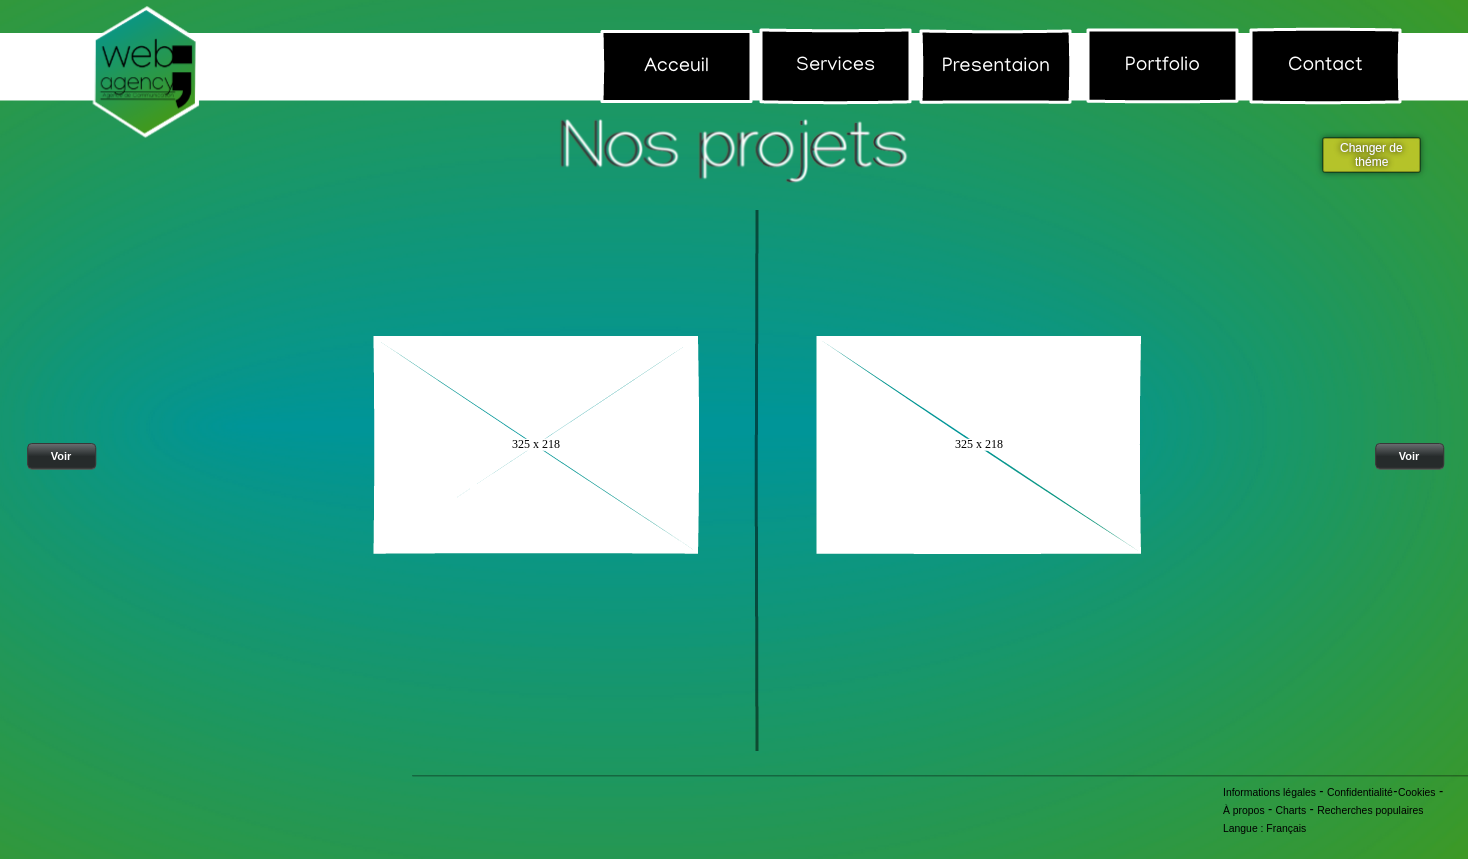 web
agency
Acceuil
Services
Presentaion
Portfolio
Contact
Nos projets
Changer de
théme
325 x 218
325 x 218
Voir
Voir
Informations légales - Confidentialité-Cookies -
À propos - Charts - Recherches populaires
Langue : Français